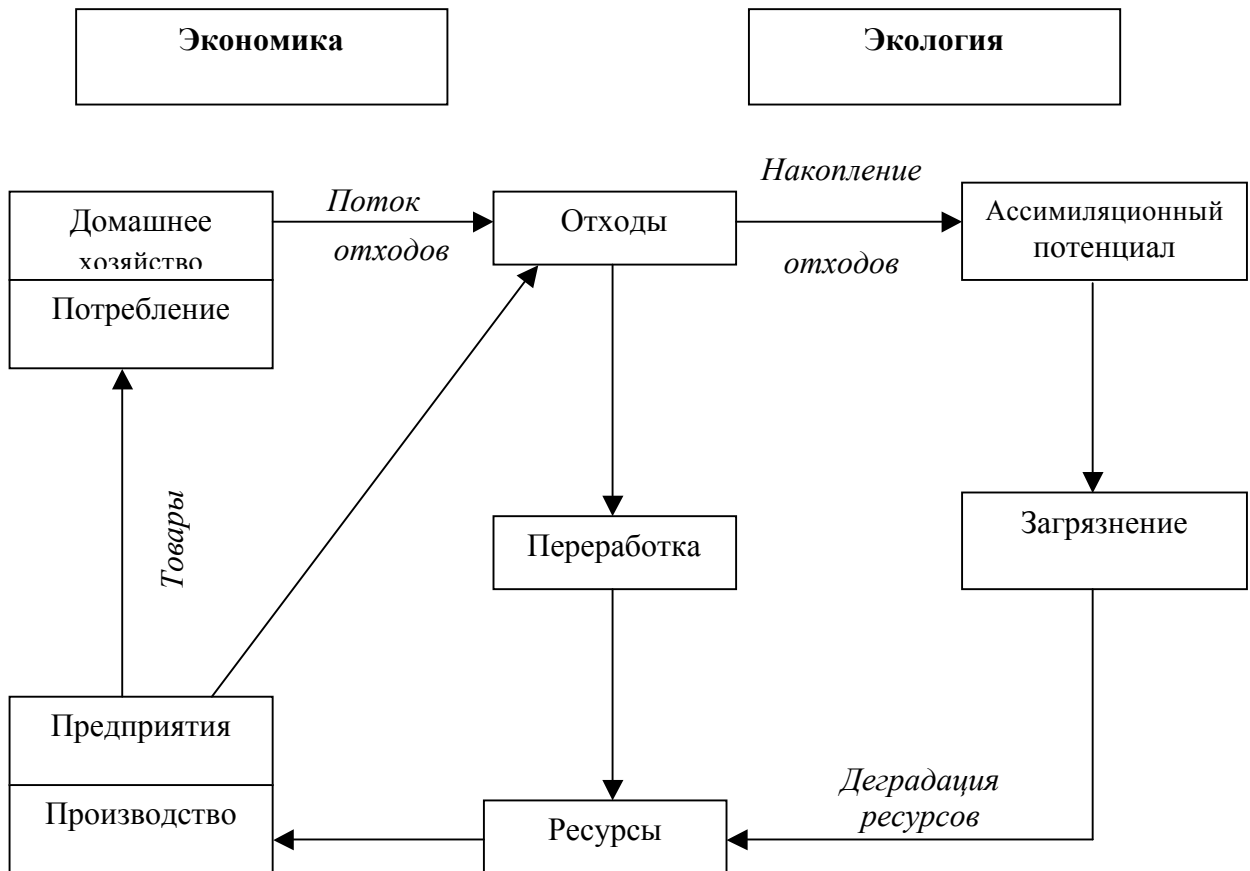 Экономика
Экология
Домашнее
хозяйство
Потребление
Поток
отходов
Отходы
Накопление
отходов
Ассимиляционный
потенциал
Товары
Переработка
Загрязнение
Предприятия
Производство
Ресурсы
Деградация
ресурсов